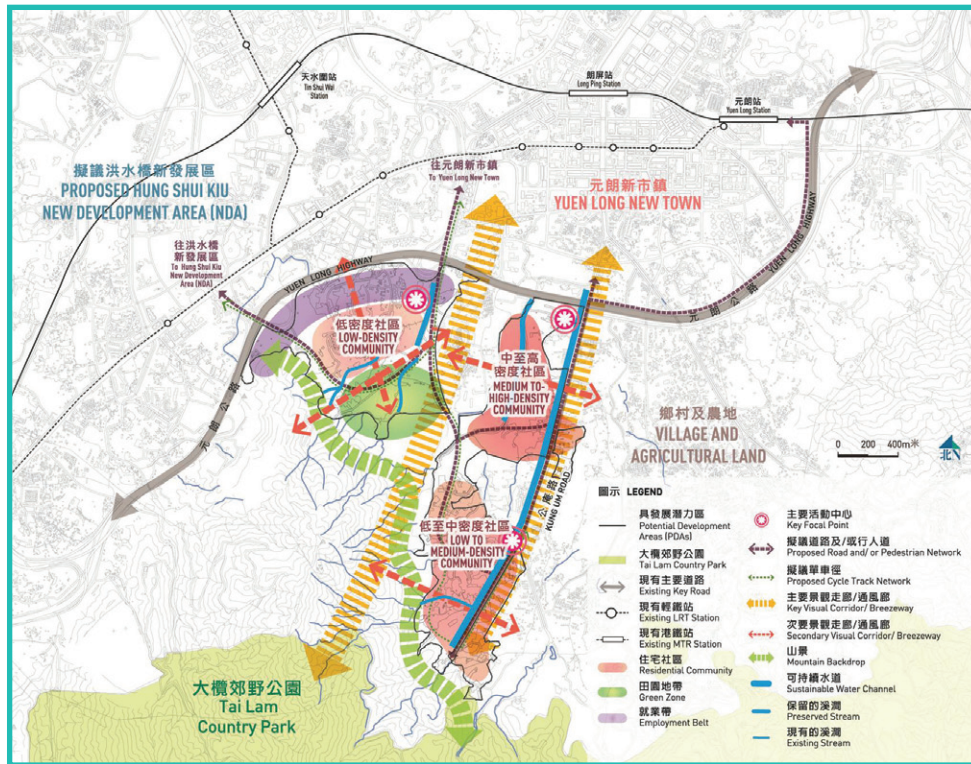 天水圍站
Tin Shui Wai
Station
朗屏站
Long Ping Station
元朗站
Yuen Long Station
擬議洪水橋新發展區
PROPOSED HUNG SHUI KIU
NEW DEVELOPMENT AREA (NDA)
往元朗新市鎮
To Yuen Long New Town
元朗新市鎮
YUEN LONG NEW TOWN
往洪水橋
新發展區
To Hung Shui Kiu
New Development
Area (NDA)
YUEN LONG HIGHWAY
YUEN LONG HIGHWAY
元朗公路
元朗公路
低密度社區
LOW-DENSITY
COMMUNITY
中至高
密度社區
MEDIUM TO-
HIGH-DENSITY
COMMUNITY
鄉村及農地
VILLAGE AND
AGRICULTURAL LAND
0 200 400m米
北
公庵路
KUNG UM ROAD
低至中密度社區
LOW TO
MEDIUM-DENSITY
COMMUNITY
大欖郊野公園
Tai Lam
Country Park
圖示 LEGEND
具發展潛力區
Potential Development
Areas (PDAs)
大欖郊野公園
Tai Lam Country Park
現有主要道路
Existing Key Road
現有輕鐵站
Existing LRT Station
現有港鐵站
Existing MTR Station
住宅社區
Residential Community
田園地帶
Green Zone
就業帶
Employment Belt
主要活動中心
Key Focal Point
擬議道路及/或行人道
Proposed Road and/ or Pedestrian Network
擬議單車徑
Proposed Cycle Track Network
主要景觀走廊/通風廊
Key Visual Corridor/ Breezeway
次要景觀走廊/通風廊
Secondary Visual Corridor/ Breezeway
山景
Mountain Backdrop
可持續水道
Sustainable Water Channel
保留的溪澗
Preserved Stream
現有的溪澗
Existing Stream